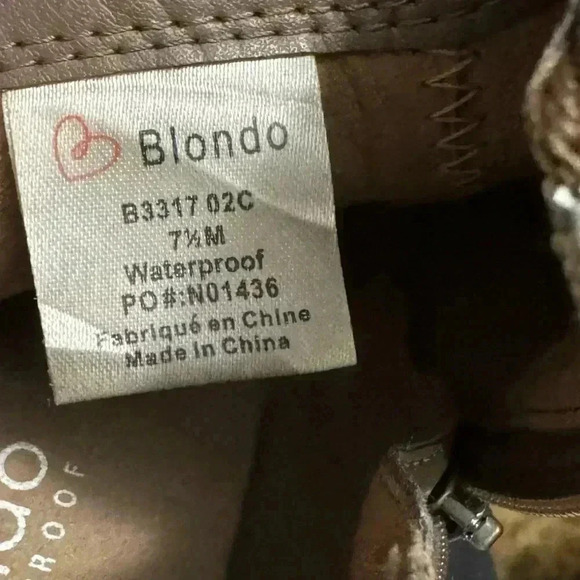 Blondo
B3317 02C
7½M
Waterproof
PO#:N01436
Fabriqué en Chine
Made in China